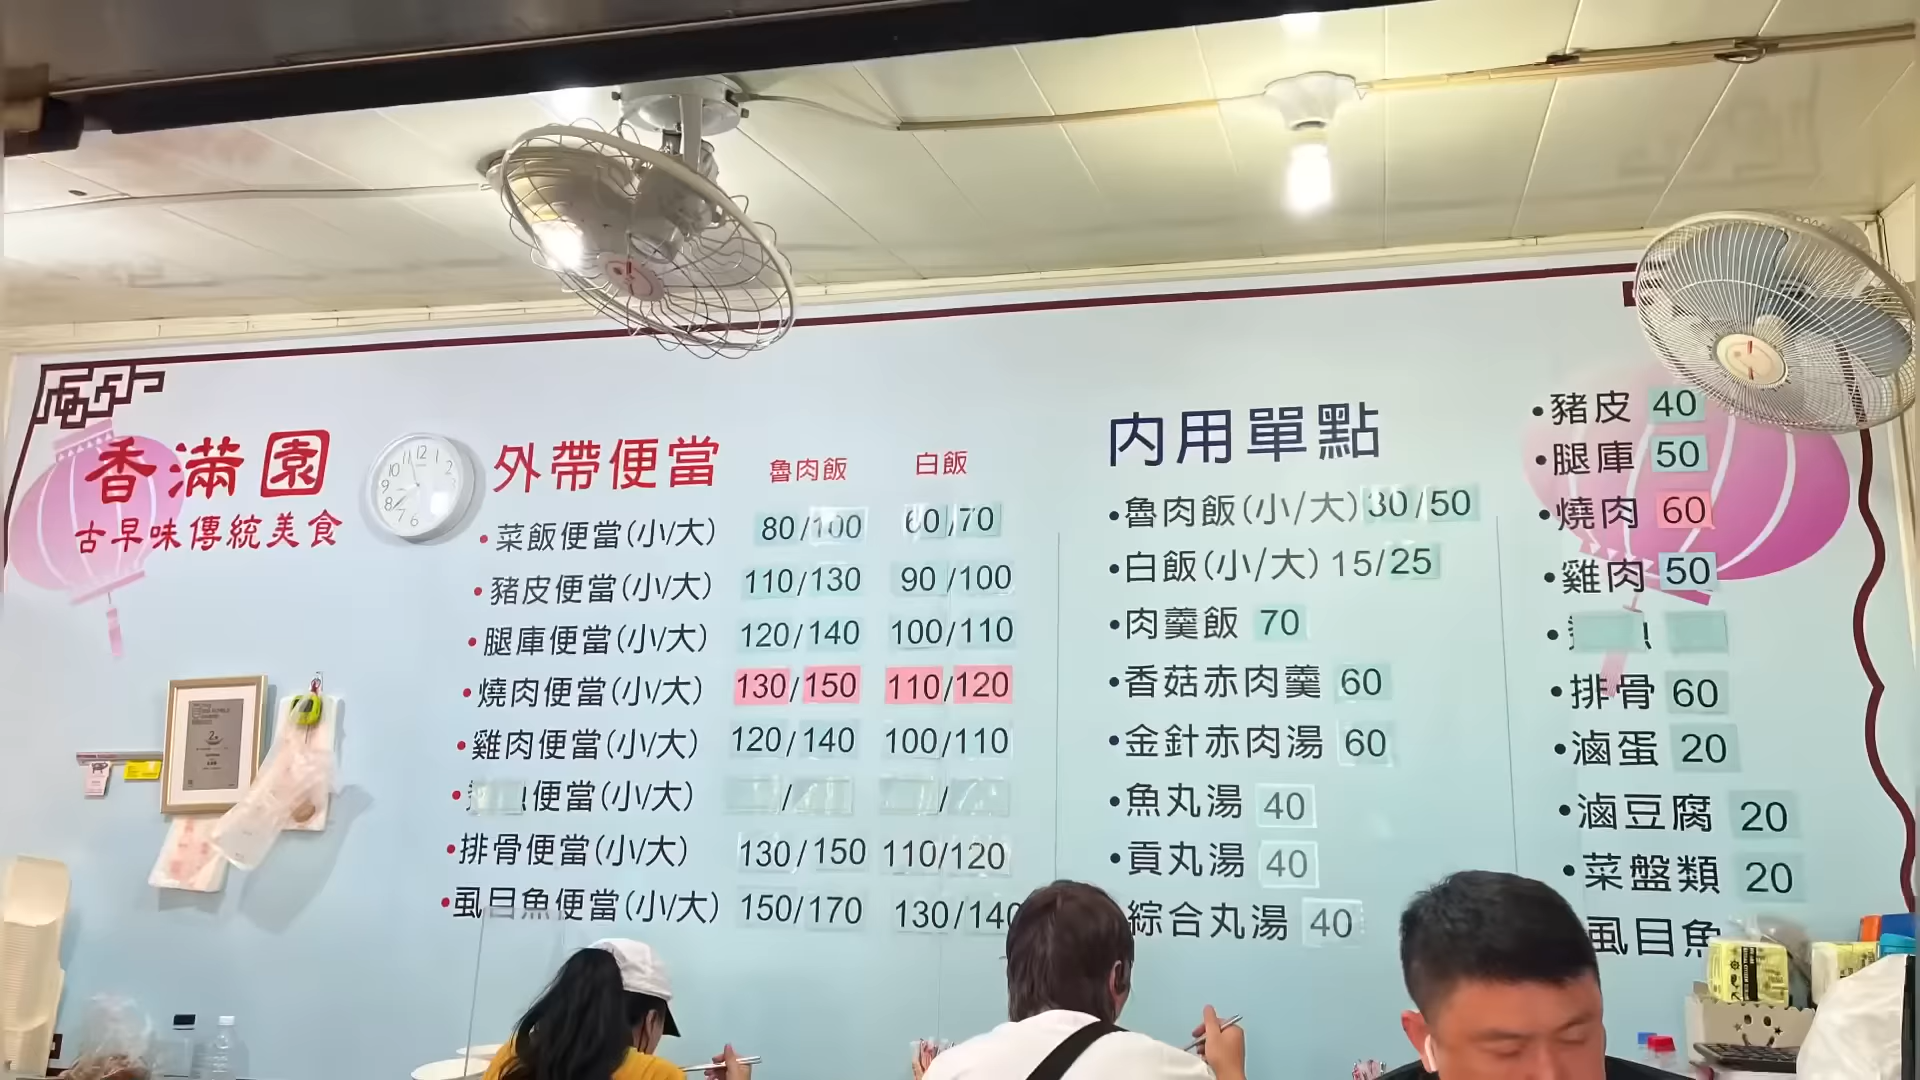 香滿園
古早味傳統美食
外帶便當 魯肉飯 白飯
•菜飯便當(小/大) 80/100 60/70
•豬皮便當(小/大) 110/130 90/100
•腿庫便當(小/大) 120/140 100/110
•燒肉便當(小/大) 130/150 110/120
•雞肉便當(小/大) 120/140 100/110
•便當(小/大) / /
•排骨便當(小/大) 130/150 110/120
•虱目魚便當(小/大) 150/170 130/140
內用單點
•魯肉飯(小/大) 30/50
•白飯(小/大) 15/25
•肉羹飯 70
•香菇赤肉羹 60
•金針赤肉湯 60
•魚丸湯 40
•貢丸湯 40
綜合丸湯 40
•豬皮 40
•腿庫 50
•燒肉 60
•雞肉 50
•排骨 60
•滷蛋 20
•滷豆腐 20
•菜盤類 20
虱目魚